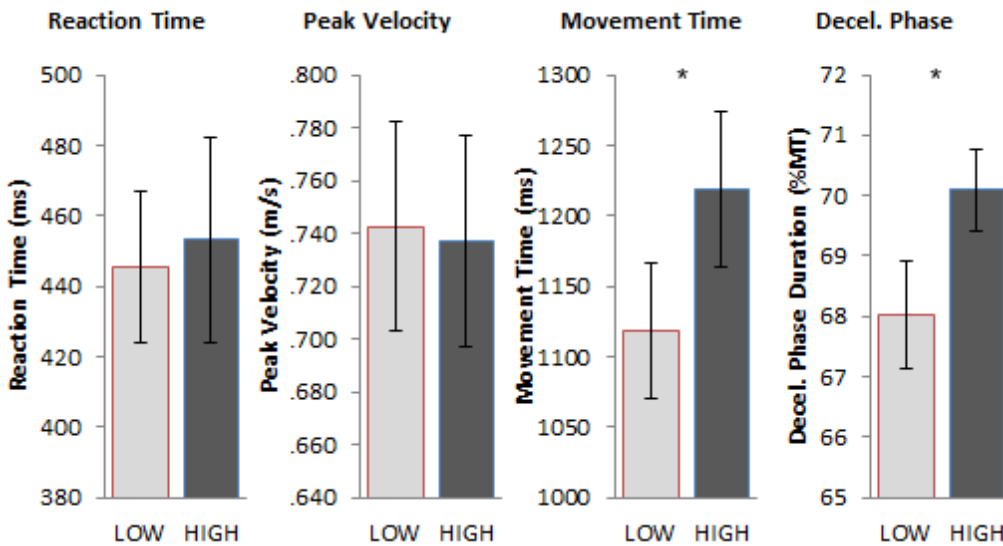 Reaction Time
Peak Velocity
Movement Time
Decel. Phase
Reaction Time (ms)
500
480
460
440
420
400
380
LOW HIGH
Peak Velocity (m/s)
.800
.780
.760
.740
.720
.700
.680
.660
.640
LOW HIGH
Movement Time (ms)
1300
1250
1200
1150
1100
1050
1000
*
LOW HIGH
Decel. Phase Duration (%MT)
72
71
70
69
68
67
66
65
*
LOW HIGH